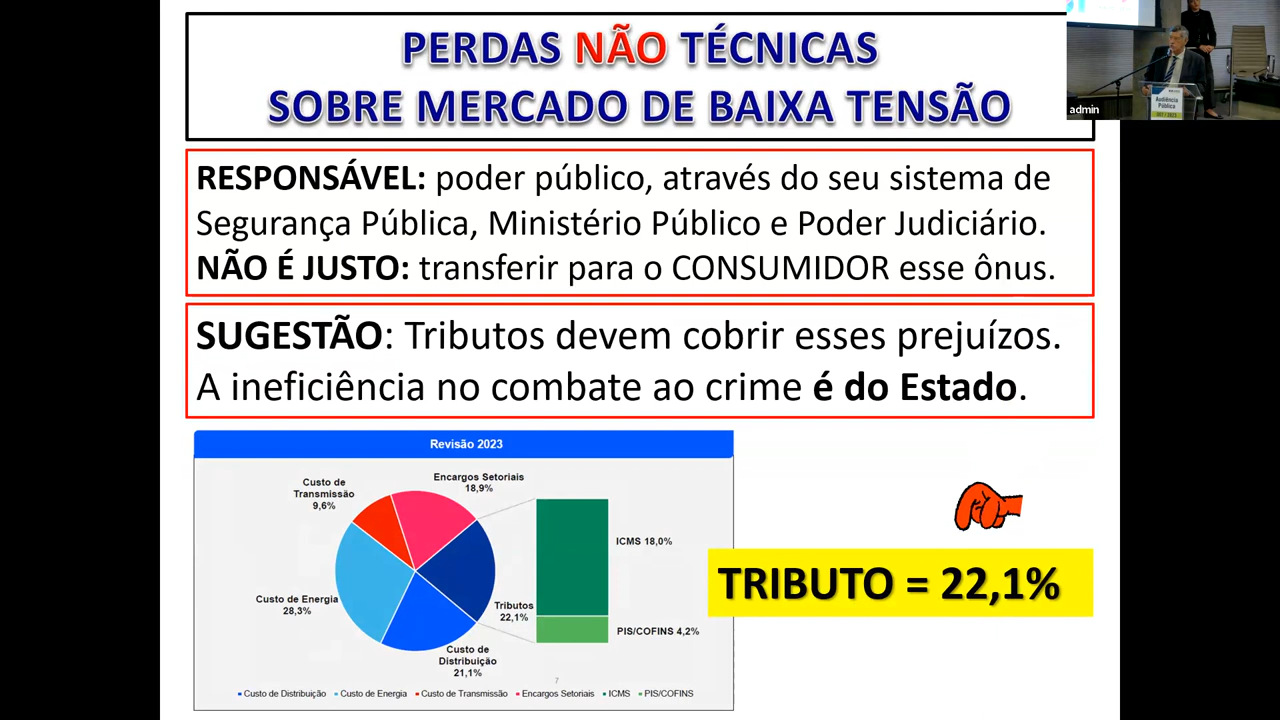 PERDAS NÃO TÉCNICAS
SOBRE MERCADO DE BAIXA TENSÃO
admin
Audiência
Pública
RESPONSÁVEL: poder público, através do seu sistema de
Segurança Pública, Ministério Público e Poder Judiciário.
NÃO É JUSTO: transferir para o CONSUMIDOR esse ônus.
SUGESTÃO: Tributos devem cobrir esses prejuízos.
A ineficiência no combate ao crime é do Estado.
Revisão 2023
Custo de
Transmissão
9,6%
Encargos Setoriais
18,9%
ICMS 18,0%
Custo de Energia
28,3%
Tributos
22,1%
PIS/COFINS 4,2%
Custo de
Distribuição
21,1%
7
Custo de Distribuição Custo de Energia Custo de Transmissão Encargos Setoriais ICMS PIS/COFINS
TRIBUTO = 22,1%